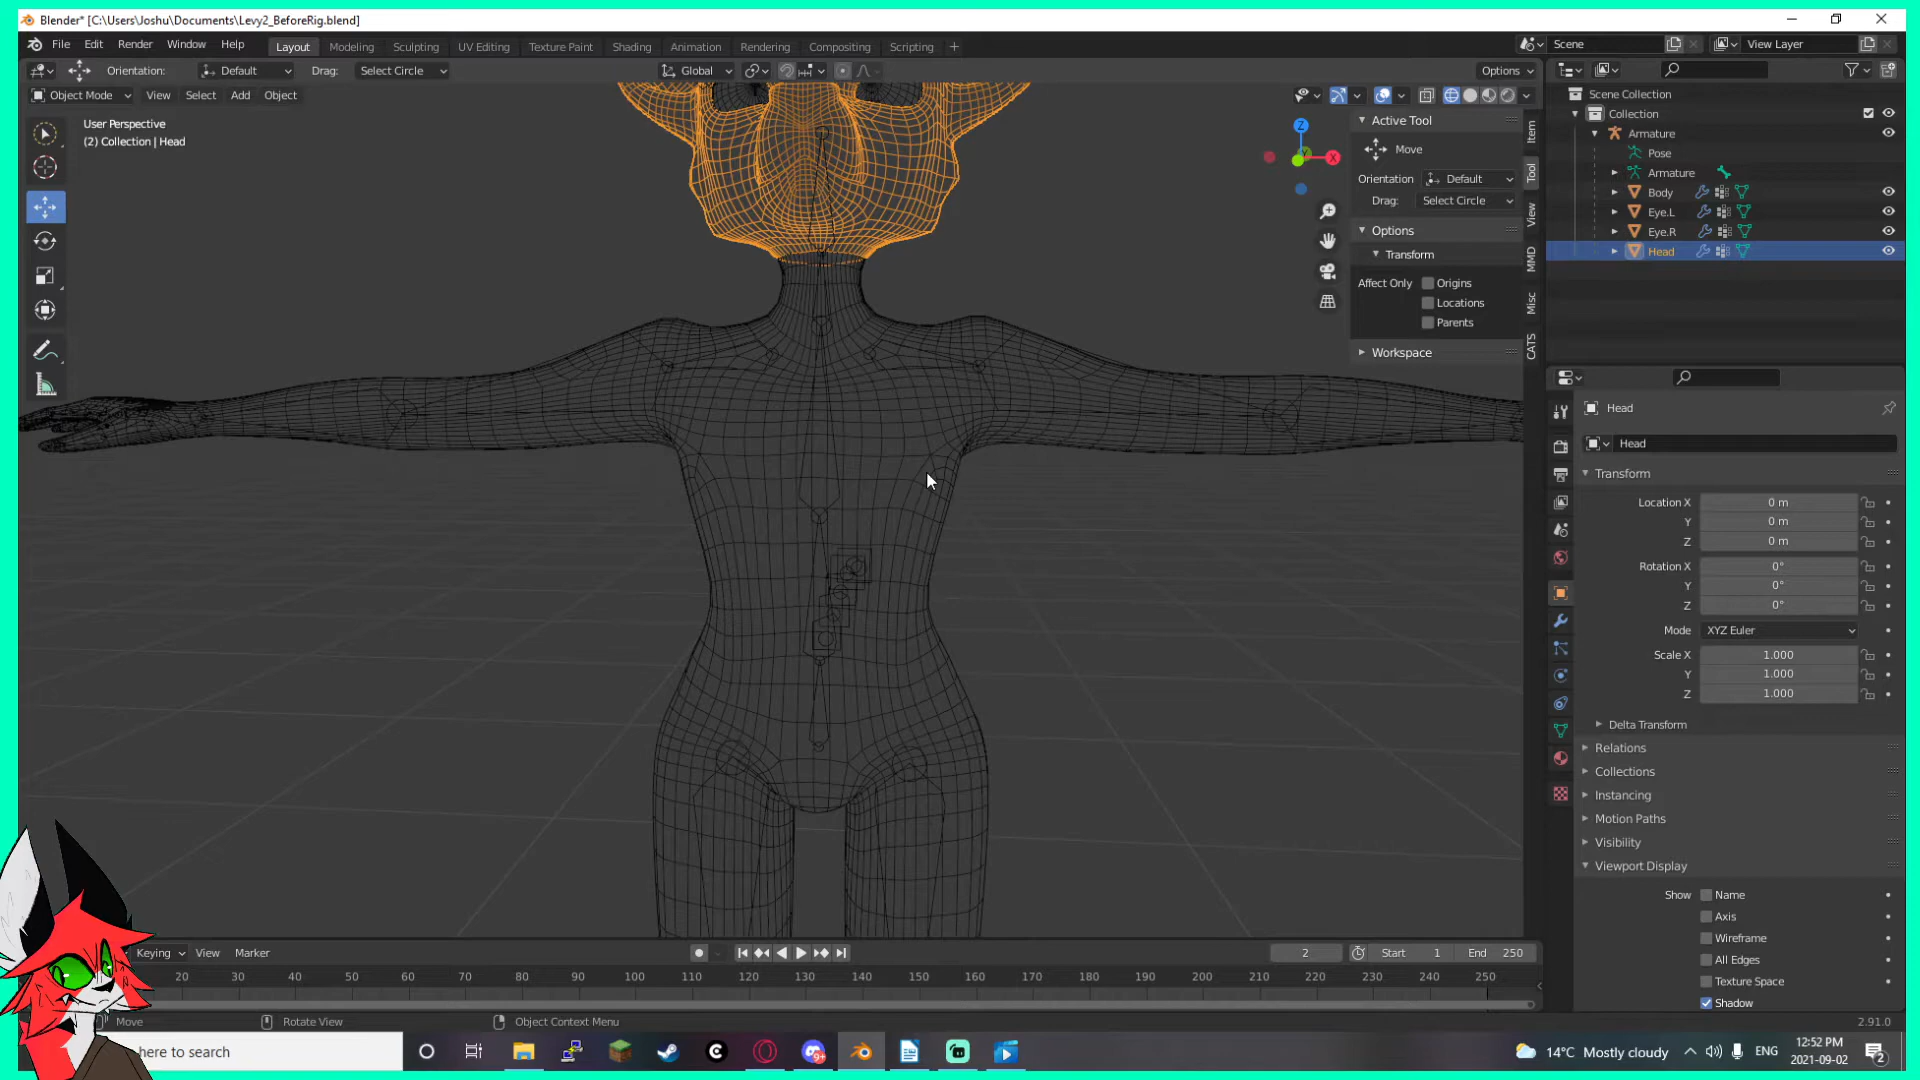 Blender* [C:\Users\Joshu\Documents\Levy2_BeforeRig.blend]
File Edit Render Window Help Layout Modeling Sculpting UV Editing Texture Paint Shading Animation Rendering Compositing Scripting + Scene View Layer
Orientation: Default Drag: Select Circle Global Options
Object Mode View Select Add Object
User Perspective
(2) Collection | Head
Z
X
Y
Active Tool
Move
Orientation Default
Drag: Select Circle
Options
Transform
Affect Only Origins
Locations
Parents
Workspace
Item
Tool
View
MMD
Misc
CATS
Scene Collection
Collection
Armature
Pose
Armature
Body
Eye.L
Eye.R
Head
Head
Head
Transform
Location X 0 m
Y 0 m
Z 0 m
Rotation X 0°
Y 0°
Z 0°
Mode XYZ Euler
Scale X 1.000
Y 1.000
Z 1.000
Delta Transform
Relations
Collections
Instancing
Motion Paths
Visibility
Viewport Display
Show Name
Axis
Wireframe
All Edges
Texture Space
Shadow
Keying View Marker 2 Start 1 End 250
20 30 40 50 60 70 80 90 100 110 120 130 140 150 160 170 180 190 200 210 220 230 240 250
Move Rotate View Object Context Menu 2.91.0
here to search 9+ 14°C Mostly cloudy ENG 12:52 PM
2021-09-02 2